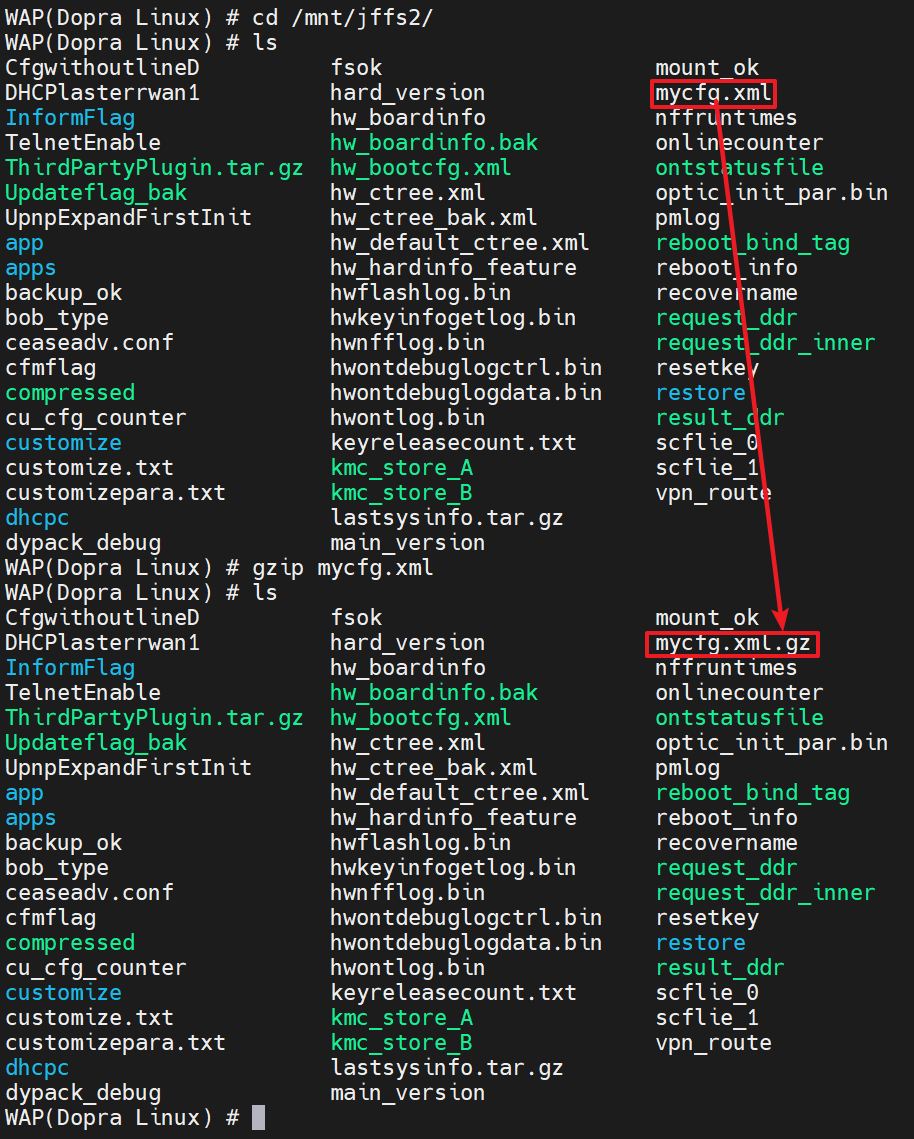 WAP(Dopra Linux) # cd /mnt/jffs2/
WAP(Dopra Linux) # ls
CfgwithoutlineD fsok mount_ok
DHCPlasterrwan1 hard_version mycfg.xml
InformFlag hw_boardinfo nffruntimes
TelnetEnable hw_boardinfo.bak onlinecounter
ThirdPartyPlugin.tar.gz hw_bootcfg.xml ontstatusfile
Updateflag_bak hw_ctree.xml optic_init_par.bin
UpnpExpandFirstInit hw_ctree_bak.xml pmlog
app hw_default_ctree.xml reboot_bind_tag
apps hw_hardinfo_feature reboot_info
backup_ok hwflashlog.bin recovername
bob_type hwkeyinfogetlog.bin request_ddr
ceaseadv.conf hwnfflog.bin request_ddr_inner
cfmflag hwontdebuglogctrl.bin resetkey
compressed hwontdebuglogdata.bin restore
cu_cfg_counter hwontlog.bin result_ddr
customize keyreleasecount.txt scflie_0
customize.txt kmc_store_A scflie_1
customizepara.txt kmc_store_B vpn_route
dhcpc lastsysinfo.tar.gz
dypack_debug main_version
WAP(Dopra Linux) # gzip mycfg.xml
WAP(Dopra Linux) # ls
CfgwithoutlineD fsok mount_ok
DHCPlasterrwan1 hard_version mycfg.xml.gz
InformFlag hw_boardinfo nffruntimes
TelnetEnable hw_boardinfo.bak onlinecounter
ThirdPartyPlugin.tar.gz hw_bootcfg.xml ontstatusfile
Updateflag_bak hw_ctree.xml optic_init_par.bin
UpnpExpandFirstInit hw_ctree_bak.xml pmlog
app hw_default_ctree.xml reboot_bind_tag
apps hw_hardinfo_feature reboot_info
backup_ok hwflashlog.bin recovername
bob_type hwkeyinfogetlog.bin request_ddr
ceaseadv.conf hwnfflog.bin request_ddr_inner
cfmflag hwontdebuglogctrl.bin resetkey
compressed hwontdebuglogdata.bin restore
cu_cfg_counter hwontlog.bin result_ddr
customize keyreleasecount.txt scflie_0
customize.txt kmc_store_A scflie_1
customizepara.txt kmc_store_B vpn_route
dhcpc lastsysinfo.tar.gz
dypack_debug main_version
WAP(Dopra Linux) #